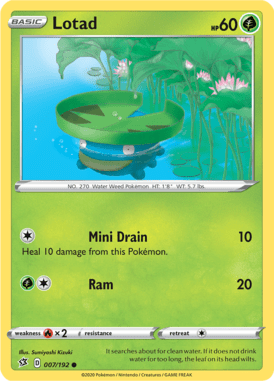 BASIC Lotad HP60
NO. 270 Water Weed Pokémon HT: 1'8" WT: 5.7 lbs.
Mini Drain 10
Heal 10 damage from this Pokémon.
Ram 20
weakness ×2 resistance retreat
Illus. Sumiyoshi Kizuki
It searches about for clean water. If it does not drink
water for too long, the leaf on its head withers.
D 007/192 ●
©2020 Pokémon / Nintendo / Creatures / GAME FREAK